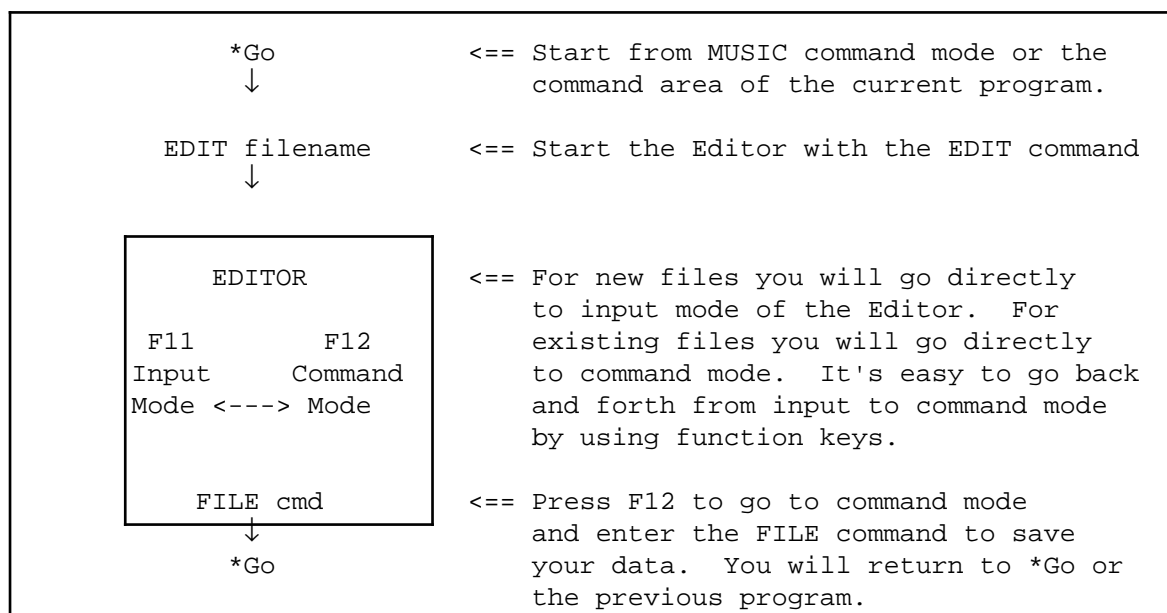 *Go <== Start from MUSIC command mode or the
↓ command area of the current program.
EDIT filename <== Start the Editor with the EDIT command
↓
EDITOR <== For new files you will go directly
to input mode of the Editor. For
F11 F12 existing files you will go directly
Input Command to command mode. It's easy to go back
Mode <---> Mode and forth from input to command mode
by using function keys.
FILE cmd <== Press F12 to go to command mode
↓ and enter the FILE command to save
*Go your data. You will return to *Go or
the previous program.